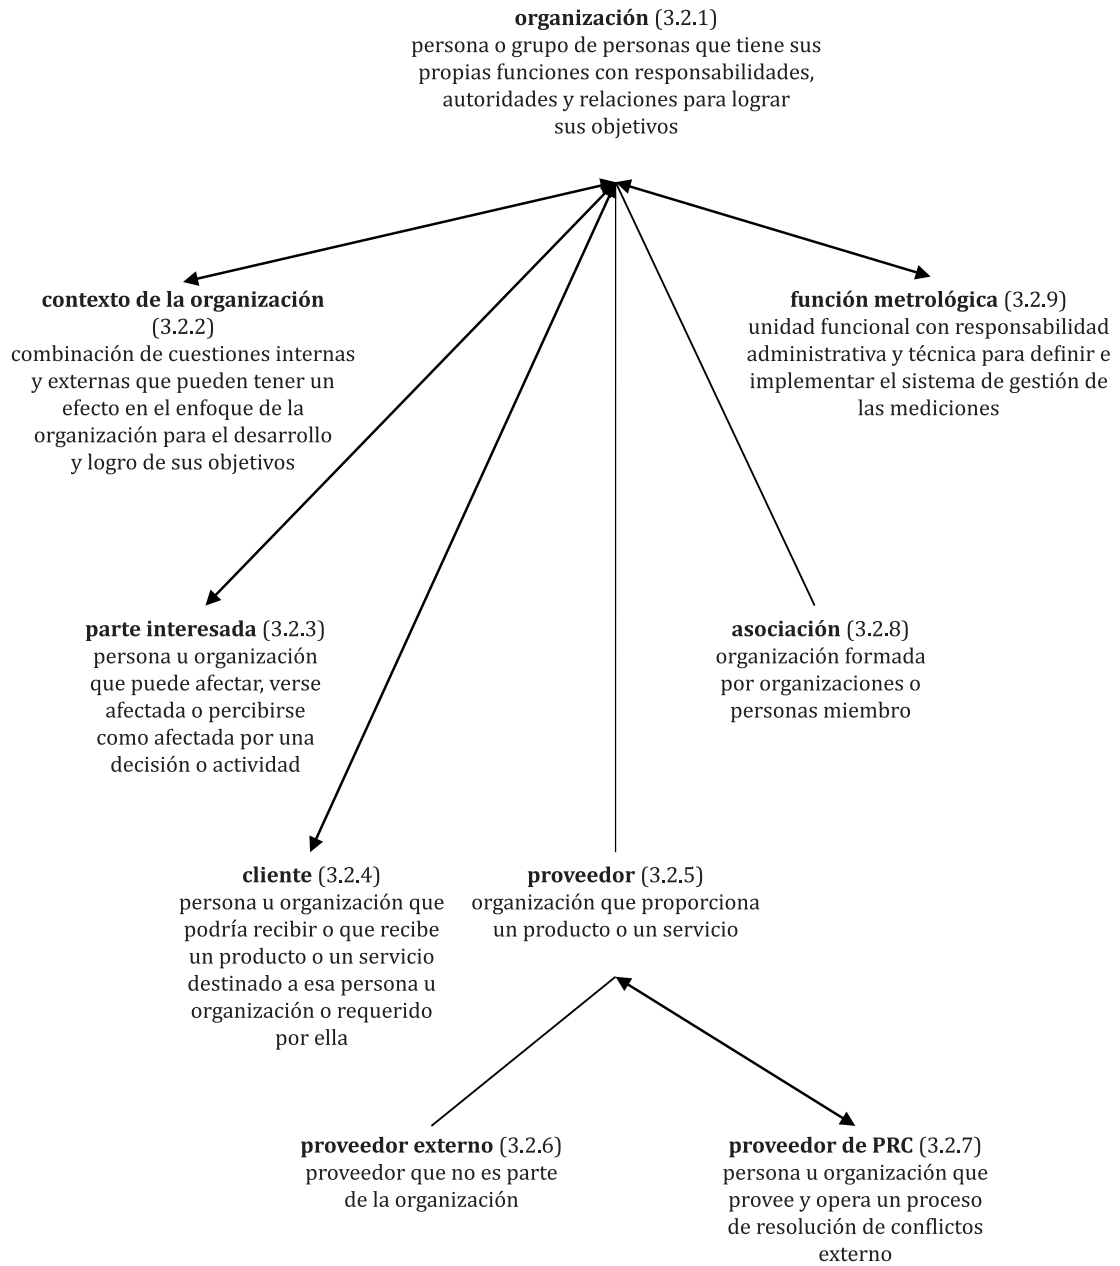 organización (3.2.1)
persona o grupo de personas que tiene sus
propias funciones con responsabilidades,
autoridades y relaciones para lograr
sus objetivos
contexto de la organización
(3.2.2)
combinación de cuestiones internas
y externas que pueden tener un
efecto en el enfoque de la
organización para el desarrollo
y logro de sus objetivos
función metrológica (3.2.9)
unidad funcional con responsabilidad
administrativa y técnica para definir e
implementar el sistema de gestión de
las mediciones
parte interesada (3.2.3)
persona u organización
que puede afectar, verse
afectada o percibirse
como afectada por una
decisión o actividad
asociación (3.2.8)
organización formada
por organizaciones o
personas miembro
cliente (3.2.4)
persona u organización que
podría recibir o que recibe
un producto o un servicio
destinado a esa persona u
organización o requerido
por ella
proveedor (3.2.5)
organización que proporciona
un producto o un servicio
proveedor externo (3.2.6)
proveedor que no es parte
de la organización
proveedor de PRC (3.2.7)
persona u organización que
provee y opera un proceso
de resolución de conflictos
externo